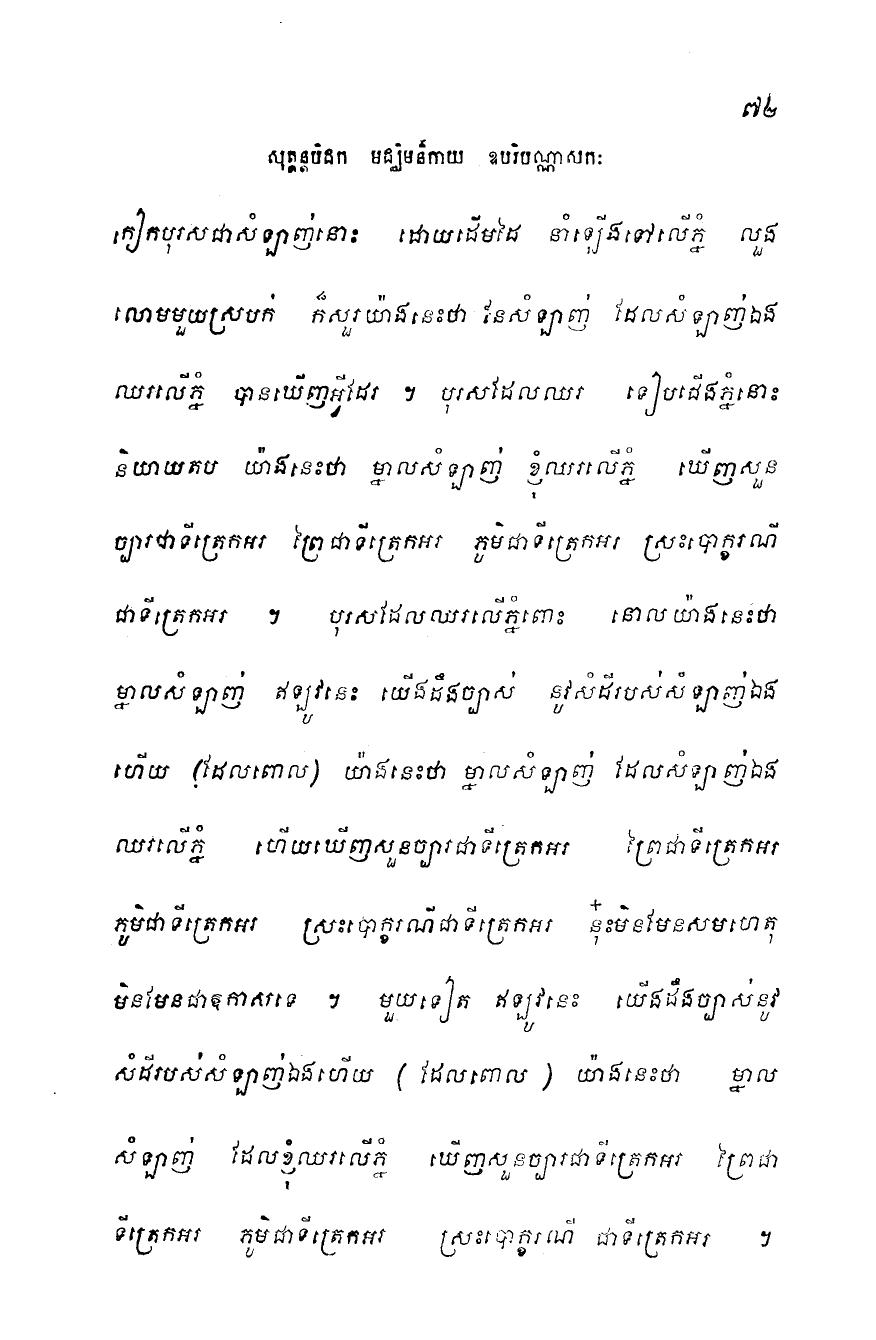 ៧២
សុត្តន្តបិដក មជ្ឈិមនិកាយ ឧបរិបណ្ណាសកៈ
កៀកបុរសជាសំឡាញ់នោះ ដោយដើមដៃ នាំឡើងទៅលើភ្នំ លួង
លោមមួយស្របក់ ក៏សួរយ៉ាងនេះថា នែសំឡាញ់ ដែលសំឡាញ់ឯង
ឈរលើភ្នំ បានឃើញអ្វីដែរ ។ បុរសដែលឈរ ទៀបជើងភ្នំនោះ
និយាយតប យ៉ាងនេះថា ម្នាលសំឡាញ់ ខ្ញុំឈរលើភ្នំ ឃើញសួន
ច្បារជាទីត្រេកអរ ព្រៃជាទីត្រេកអរ ភូមិជាទីត្រេកអរ ស្រះបោក្ខរណី
ជាទីត្រេកអរ ។ បុរសដែលឈរលើភ្នំពោះ នោលយ៉ាងនេះថា
ម្នាលសំឡាញ់ ឥឡូវនេះ យើងដឹងច្បាស់ នូវសំដីរបស់សំឡាញ់ឯង
ហើយ (ដែលពោល) យ៉ាងនេះថា ម្នាលសំឡាញ់ ដែលសំឡាញ់ឯង
ឈរលើភ្នំ ហើយឃើញសួនច្បារជាទីត្រេកអរ ព្រៃជាទីត្រេកអរ
ភូមិជាទីត្រេកអរ ស្រះបោក្ខរណីជាទីត្រេកអរ នុ៎ះមិនមែនសមហេតុ
មិនមែនជាឱកាសទេ ។ មួយទៀត ឥឡូវនេះ យើងដឹងច្បាស់នូវ
សំដីរបស់សំឡាញ់ឯងហើយ ( ដែលពោល ) យ៉ាងនេះថា ម្នាល
សំឡាញ់ ដែលខ្ញុំឈរលើភ្នំ ឃើញសួនច្បារជាទីត្រេកអរ ព្រៃជា
ទីត្រេកអរ ភូមិជាទីត្រេកអរ ស្រះបោក្ខរណី ជាទីត្រេកអរ ។